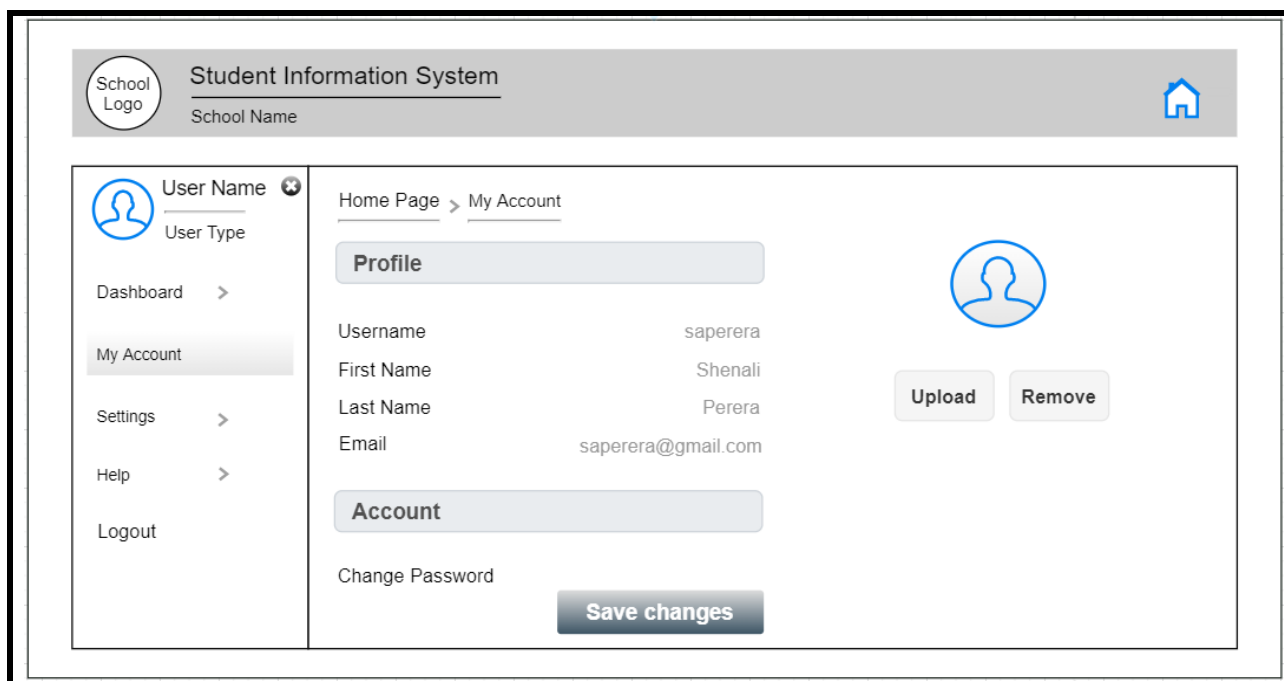 School
Logo
Student Information System
School Name
User Name
User Type
Dashboard
My Account
Settings
Help
Logout
Home Page > My Account
Profile
Username saperera
First Name Shenali
Last Name Perera
Email saperera@gmail.com
Account
Change Password
Save changes
Upload Remove